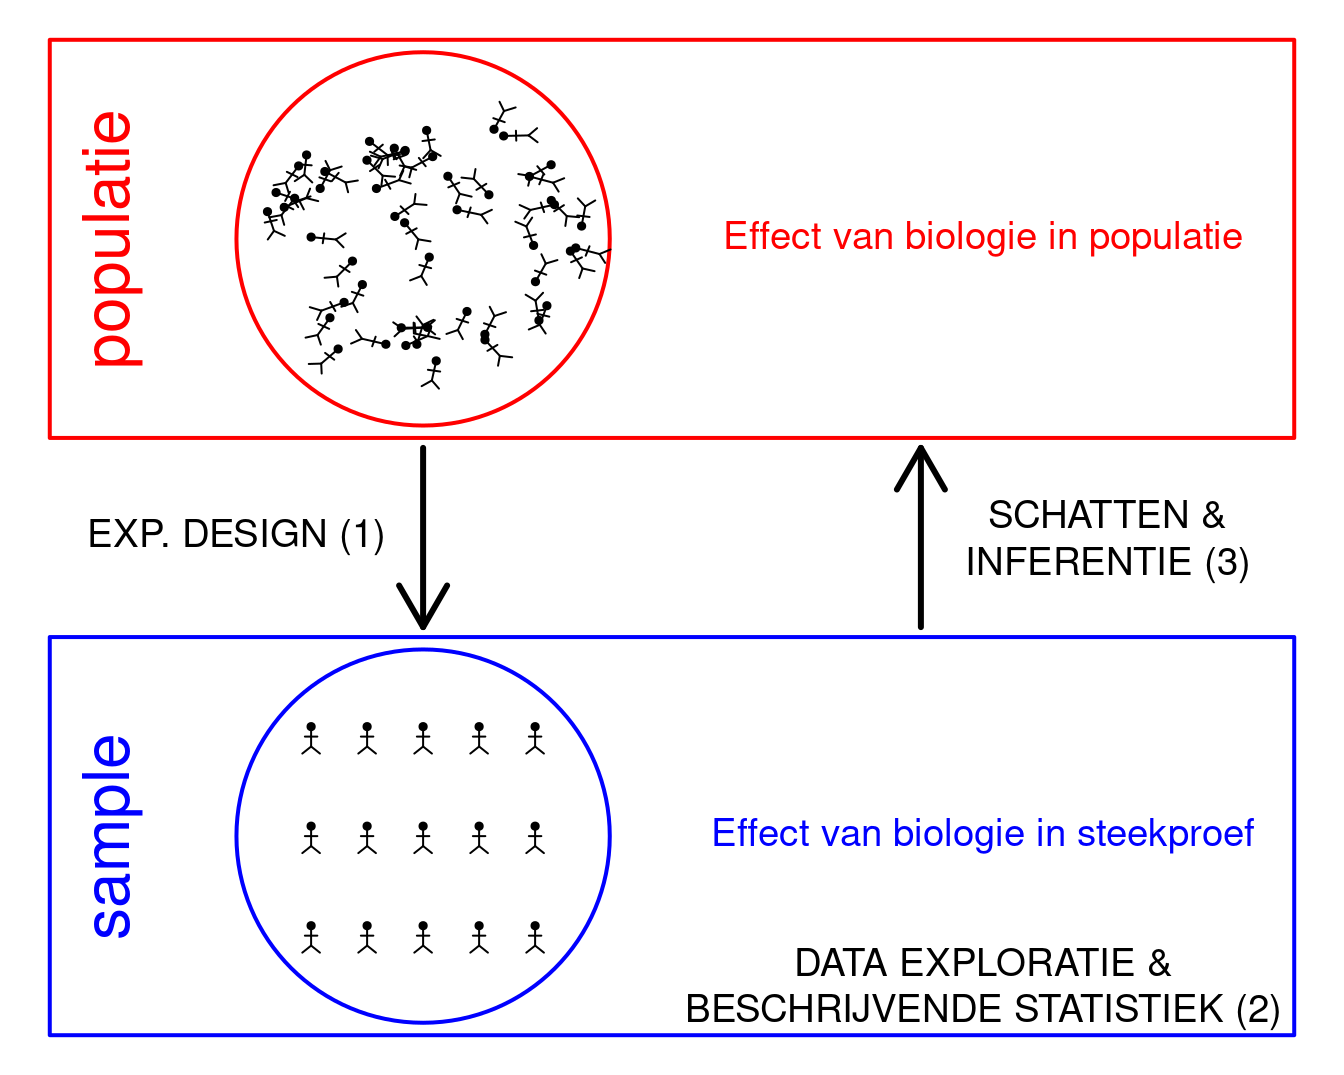 populatie
Effect van biologie in populatie
EXP. DESIGN (1)
SCHATTEN &
INFERENTIE (3)
sample
Effect van biologie in steekproef
DATA EXPLORATIE &
BESCHRIJVENDE STATISTIEK (2)